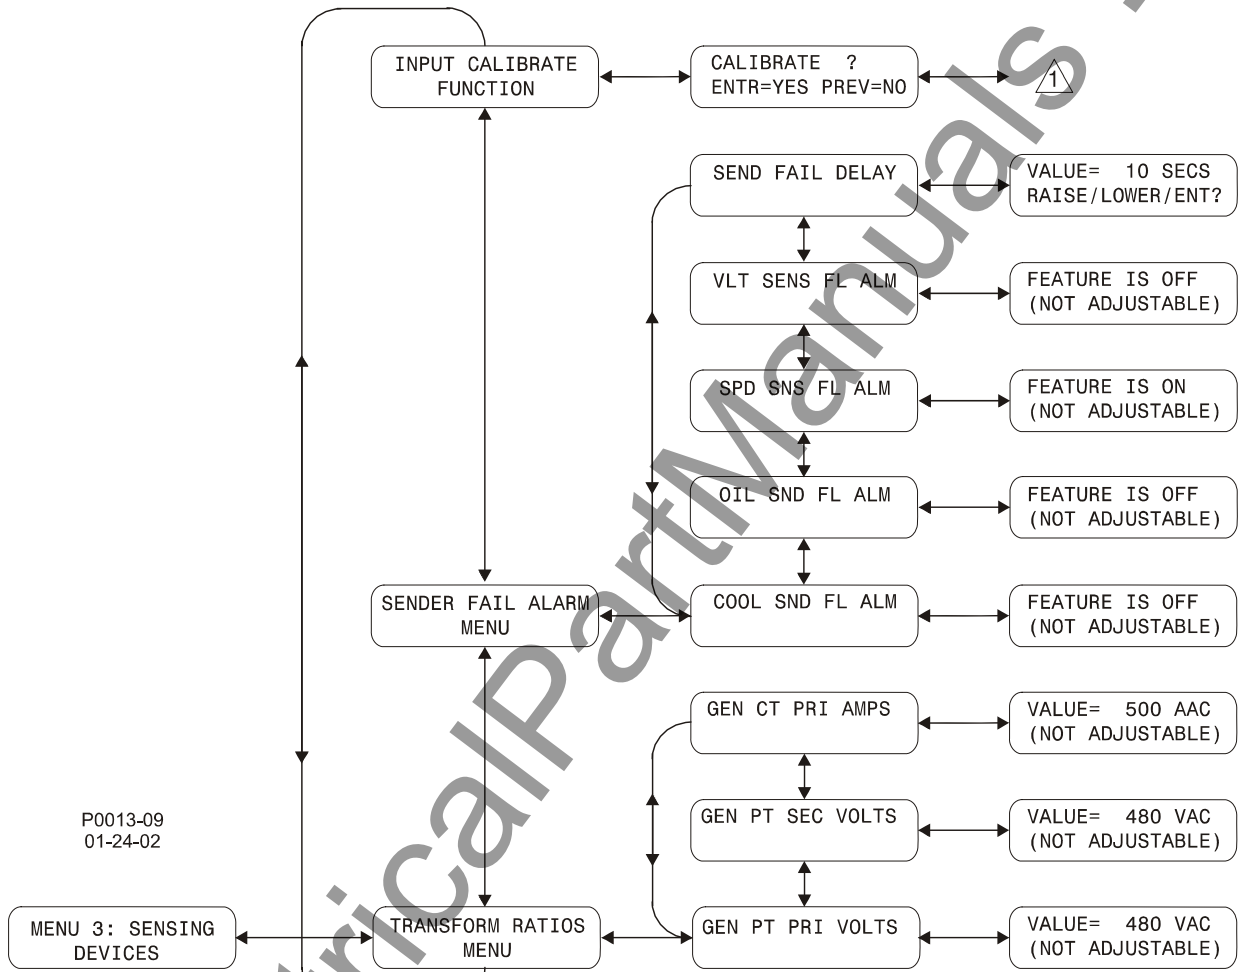 INPUT CALIBRATE
FUNCTION
CALIBRATE ?
ENTR=YES PREV=NO
1
SEND FAIL DELAY
VALUE= 10 SECS
RAISE/LOWER/ENT?
VLT SENS FL ALM
FEATURE IS OFF
(NOT ADJUSTABLE)
SPD SNS FL ALM
FEATURE IS ON
(NOT ADJUSTABLE)
OIL SND FL ALM
FEATURE IS OFF
(NOT ADJUSTABLE)
SENDER FAIL ALARM
MENU
COOL SND FL ALM
FEATURE IS OFF
(NOT ADJUSTABLE)
GEN CT PRI AMPS
VALUE= 500 AAC
(NOT ADJUSTABLE)
P0013-09
01-24-02
GEN PT SEC VOLTS
VALUE= 480 VAC
(NOT ADJUSTABLE)
MENU 3: SENSING
DEVICES
TRANSFORM RATIOS
MENU
GEN PT PRI VOLTS
VALUE= 480 VAC
(NOT ADJUSTABLE)
tricalPartManuals